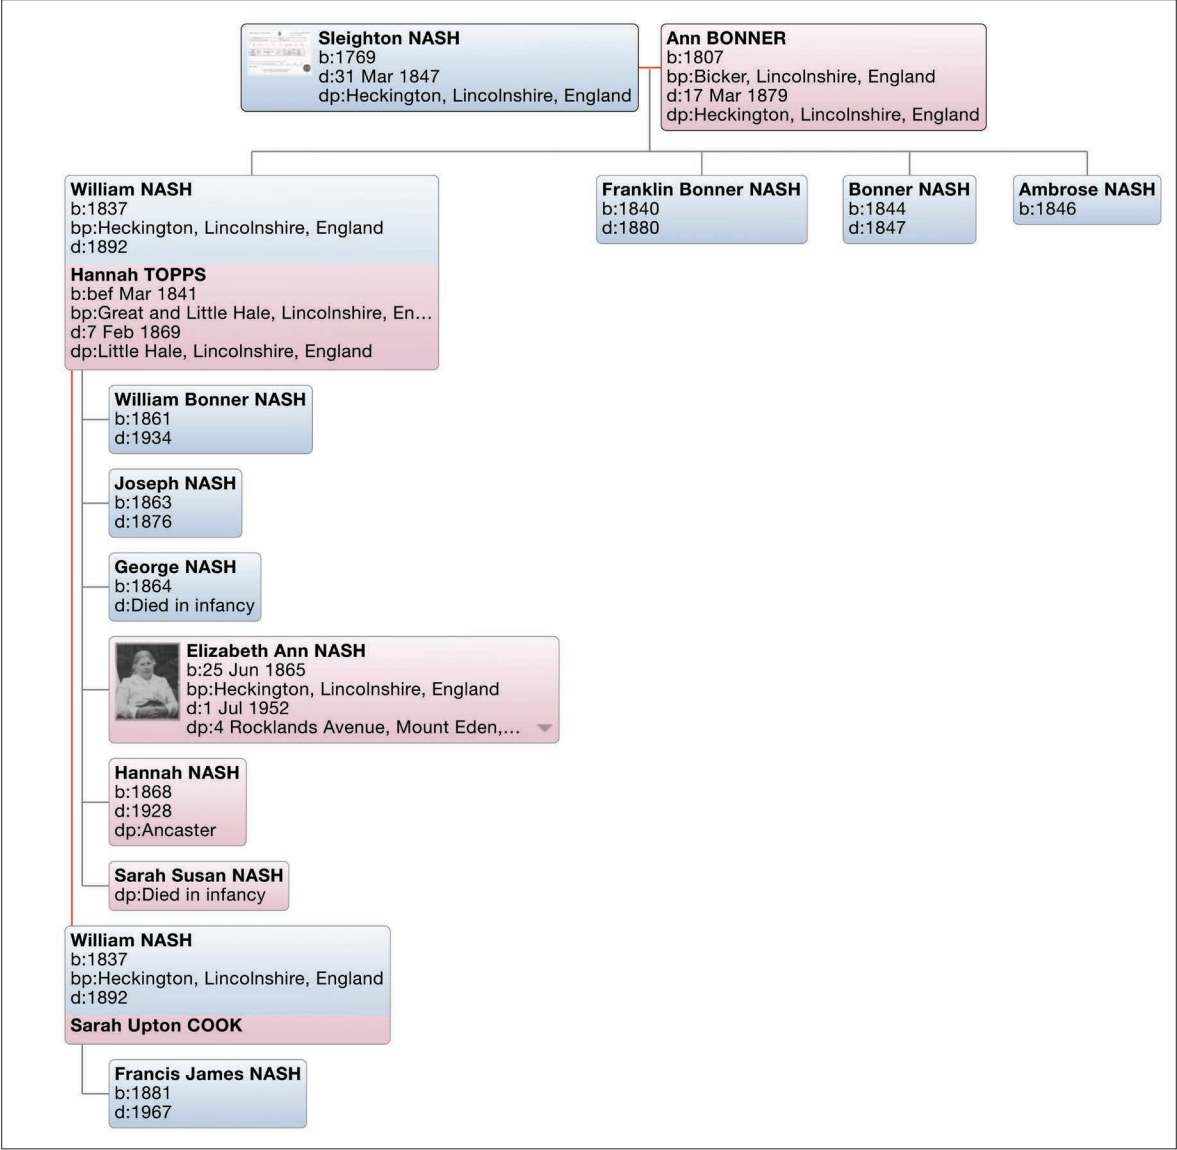 Sleighton NASH
b:1769
d:31 Mar 1847
dp:Heckington, Lincolnshire, England
Ann BONNER
b:1807
bp:Bicker, Lincolnshire, England
d:17 Mar 1879
dp:Heckington, Lincolnshire, England
William NASH
b:1837
bp:Heckington, Lincolnshire, England
d:1892
Hannah TOPPS
b:bef Mar 1841
bp:Great and Little Hale, Lincolnshire, En...
d:7 Feb 1869
dp:Little Hale, Lincolnshire, England
Franklin Bonner NASH
b:1840
d:1880
Bonner NASH
b:1844
d:1847
Ambrose NASH
b:1846
William Bonner NASH
b:1861
d:1934
Joseph NASH
b:1863
d:1876
George NASH
b:1864
d:Died in infancy
Elizabeth Ann NASH
b:25 Jun 1865
bp:Heckington, Lincolnshire, England
d:1 Jul 1952
dp:4 Rocklands Avenue, Mount Eden,...
Hannah NASH
b:1868
d:1928
dp:Ancaster
Sarah Susan NASH
dp:Died in infancy
William NASH
b:1837
bp:Heckington, Lincolnshire, England
d:1892
Sarah Upton COOK
Francis James NASH
b:1881
d:1967